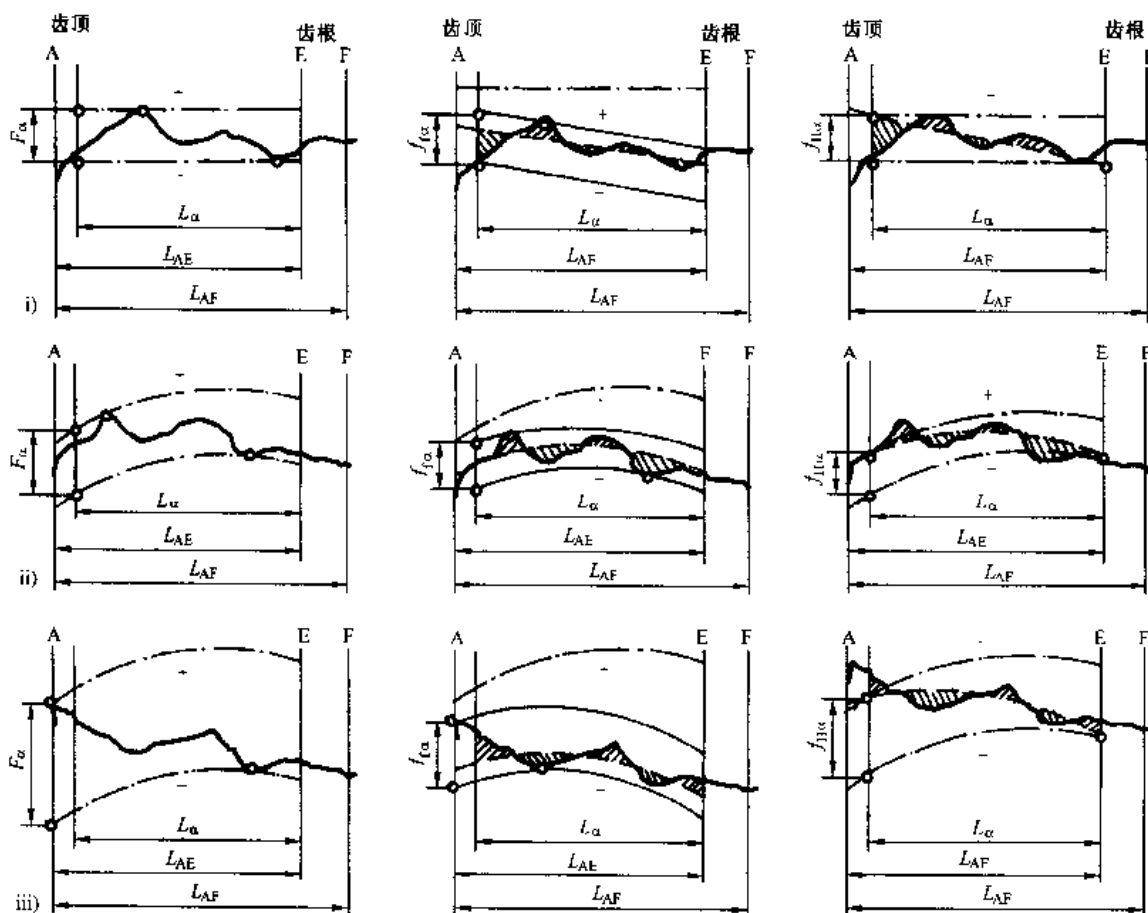 齿顶 齿根 齿顶 齿根 齿顶 齿根
A E F A E F A E F
+ + -
Fα ffα fHα
- -
Lα Lα Lα
LAE LAF LAE
i) LAF LAF LAF
A E F A F F A E F
+ +
Fα ffα fHα
- -
Lα Lα Lα
LAE LAE LAE
ii) LAF LAF LAF
A E F A E F A E F
+ +
Fα ffα fHα
- - -
Lα Lα Lα
LAE LAE LAE
iii) LAF LAF LAF